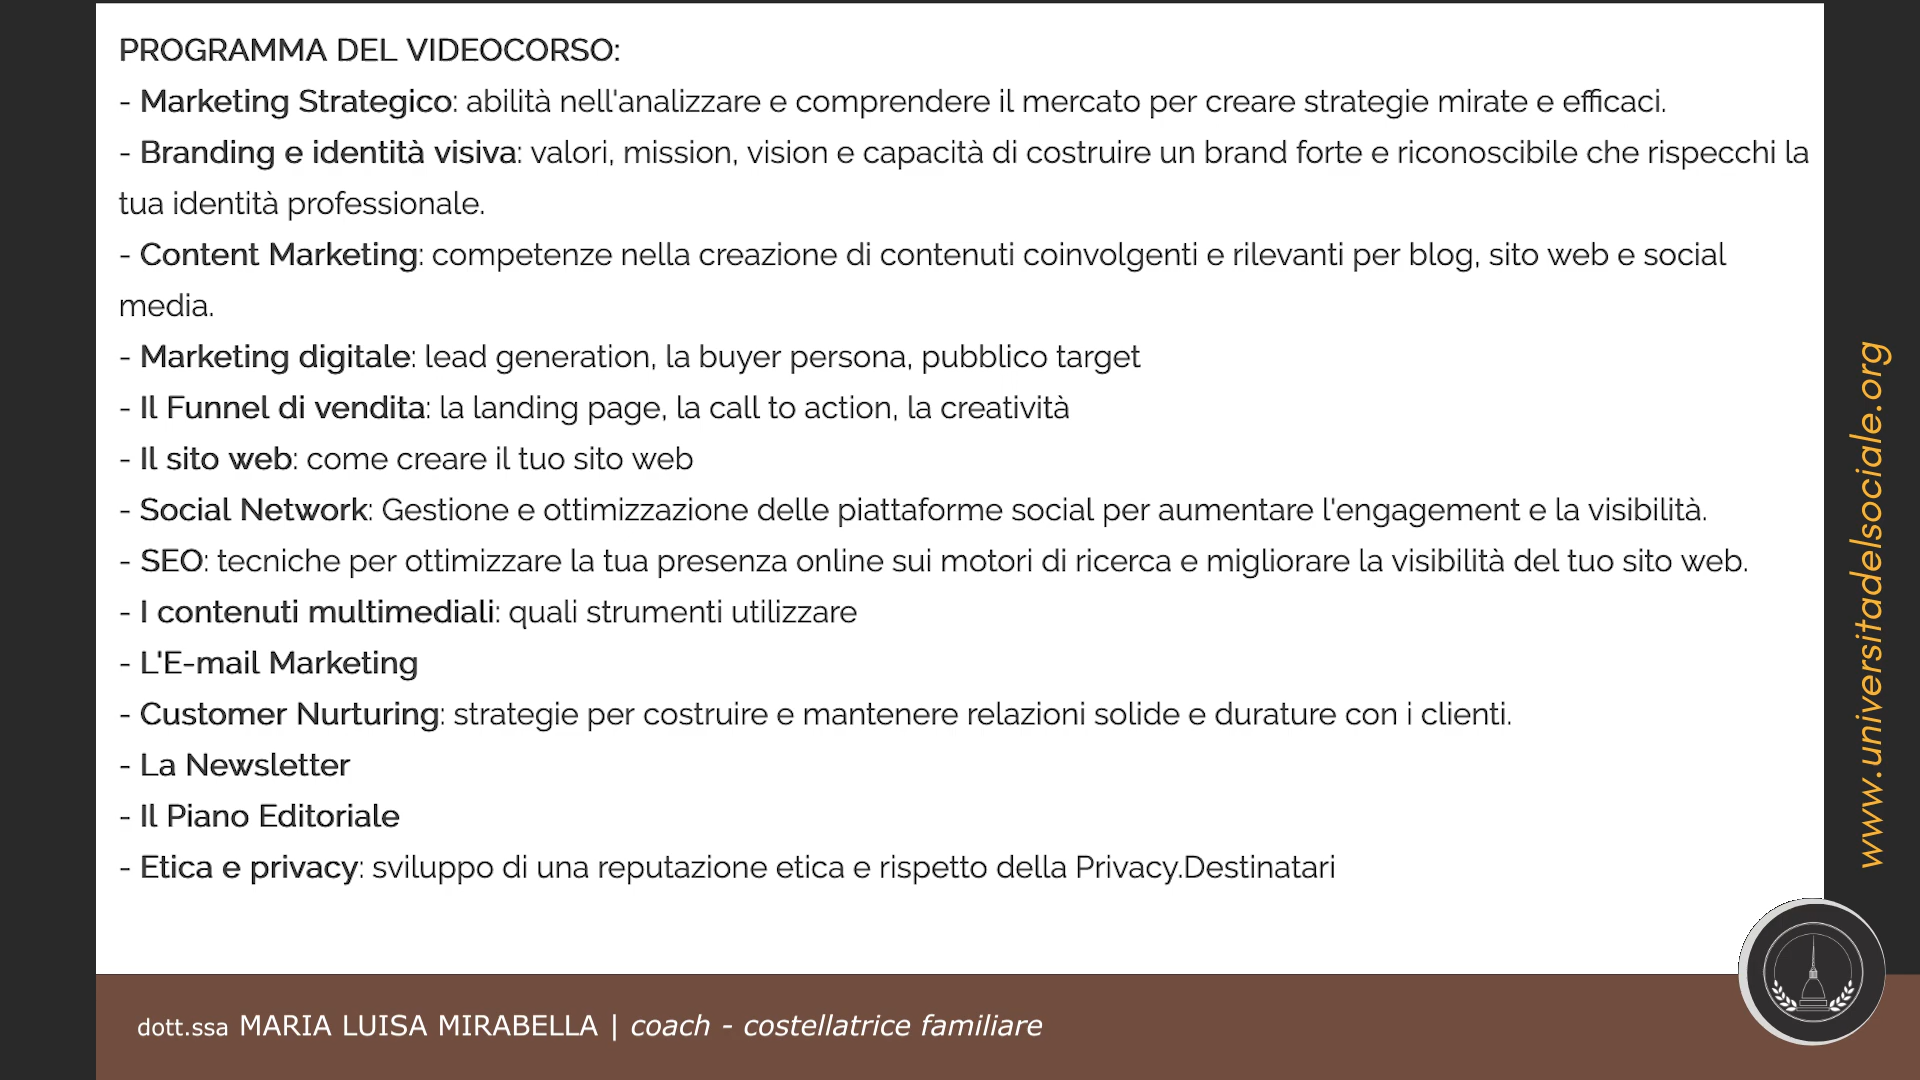 PROGRAMMA DEL VIDEOCORSO:
- Marketing Strategico: abilità nell'analizzare e comprendere il mercato per creare strategie mirate e efficaci.
- Branding e identità visiva: valori, mission, vision e capacità di costruire un brand forte e riconoscibile che rispecchi la
tua identità professionale.
- Content Marketing: competenze nella creazione di contenuti coinvolgenti e rilevanti per blog, sito web e social
media.
- Marketing digitale: lead generation, la buyer persona, pubblico target
- Il Funnel di vendita: la landing page, la call to action, la creatività
- Il sito web: come creare il tuo sito web
- Social Network: Gestione e ottimizzazione delle piattaforme social per aumentare l'engagement e la visibilità.
- SEO: tecniche per ottimizzare la tua presenza online sui motori di ricerca e migliorare la visibilità del tuo sito web.
- I contenuti multimediali: quali strumenti utilizzare
- L'E-mail Marketing
- Customer Nurturing: strategie per costruire e mantenere relazioni solide e durature con i clienti.
- La Newsletter
- Il Piano Editoriale
- Etica e privacy: sviluppo di una reputazione etica e rispetto della Privacy.Destinatari
www.universitadelsociale.org
dott.ssa MARIA LUISA MIRABELLA | coach - costellatrice familiare